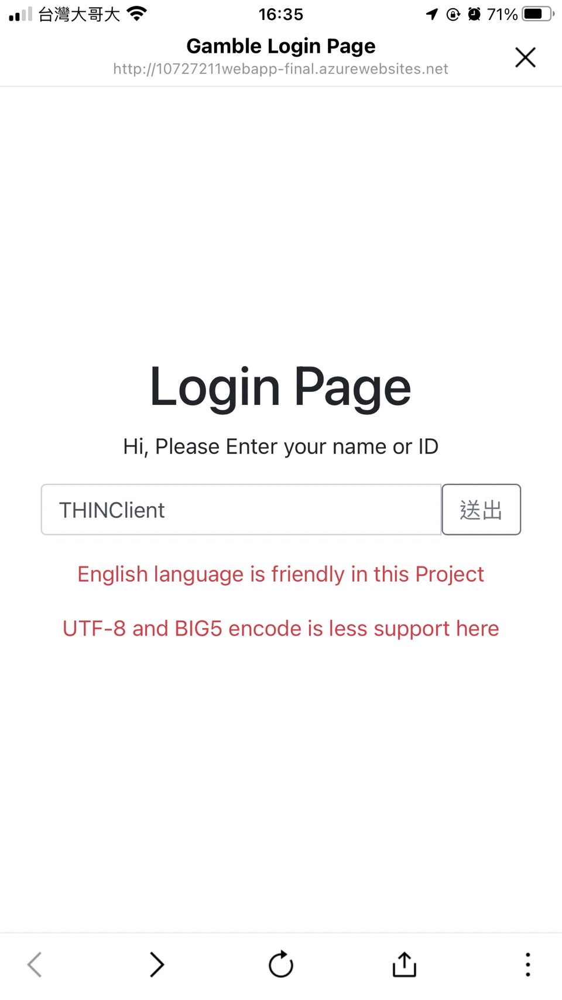 台灣大哥大 16:35 71%
Gamble Login Page
http://10727211webapp-final.azurewebsites.net
Login Page
Hi, Please Enter your name or ID
THINClient 送出
English language is friendly in this Project
UTF-8 and BIG5 encode is less support here